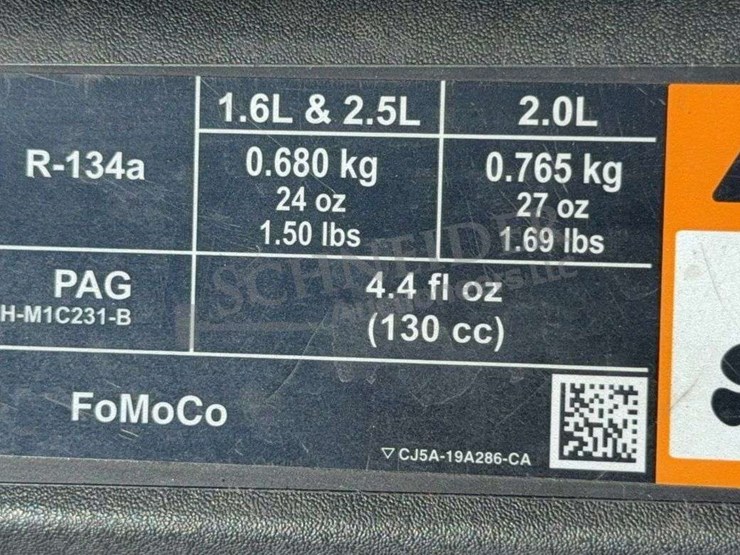 1.6L & 2.5L
2.0L
R-134a
0.680 kg
24 oz
1.50 lbs
0.765 kg
27 oz
1.69 lbs
PAG
H-M1C231-B
4.4 fl oz
(130 cc)
FoMoCo
CJ5A-19A286-CA
SCHNEIDER